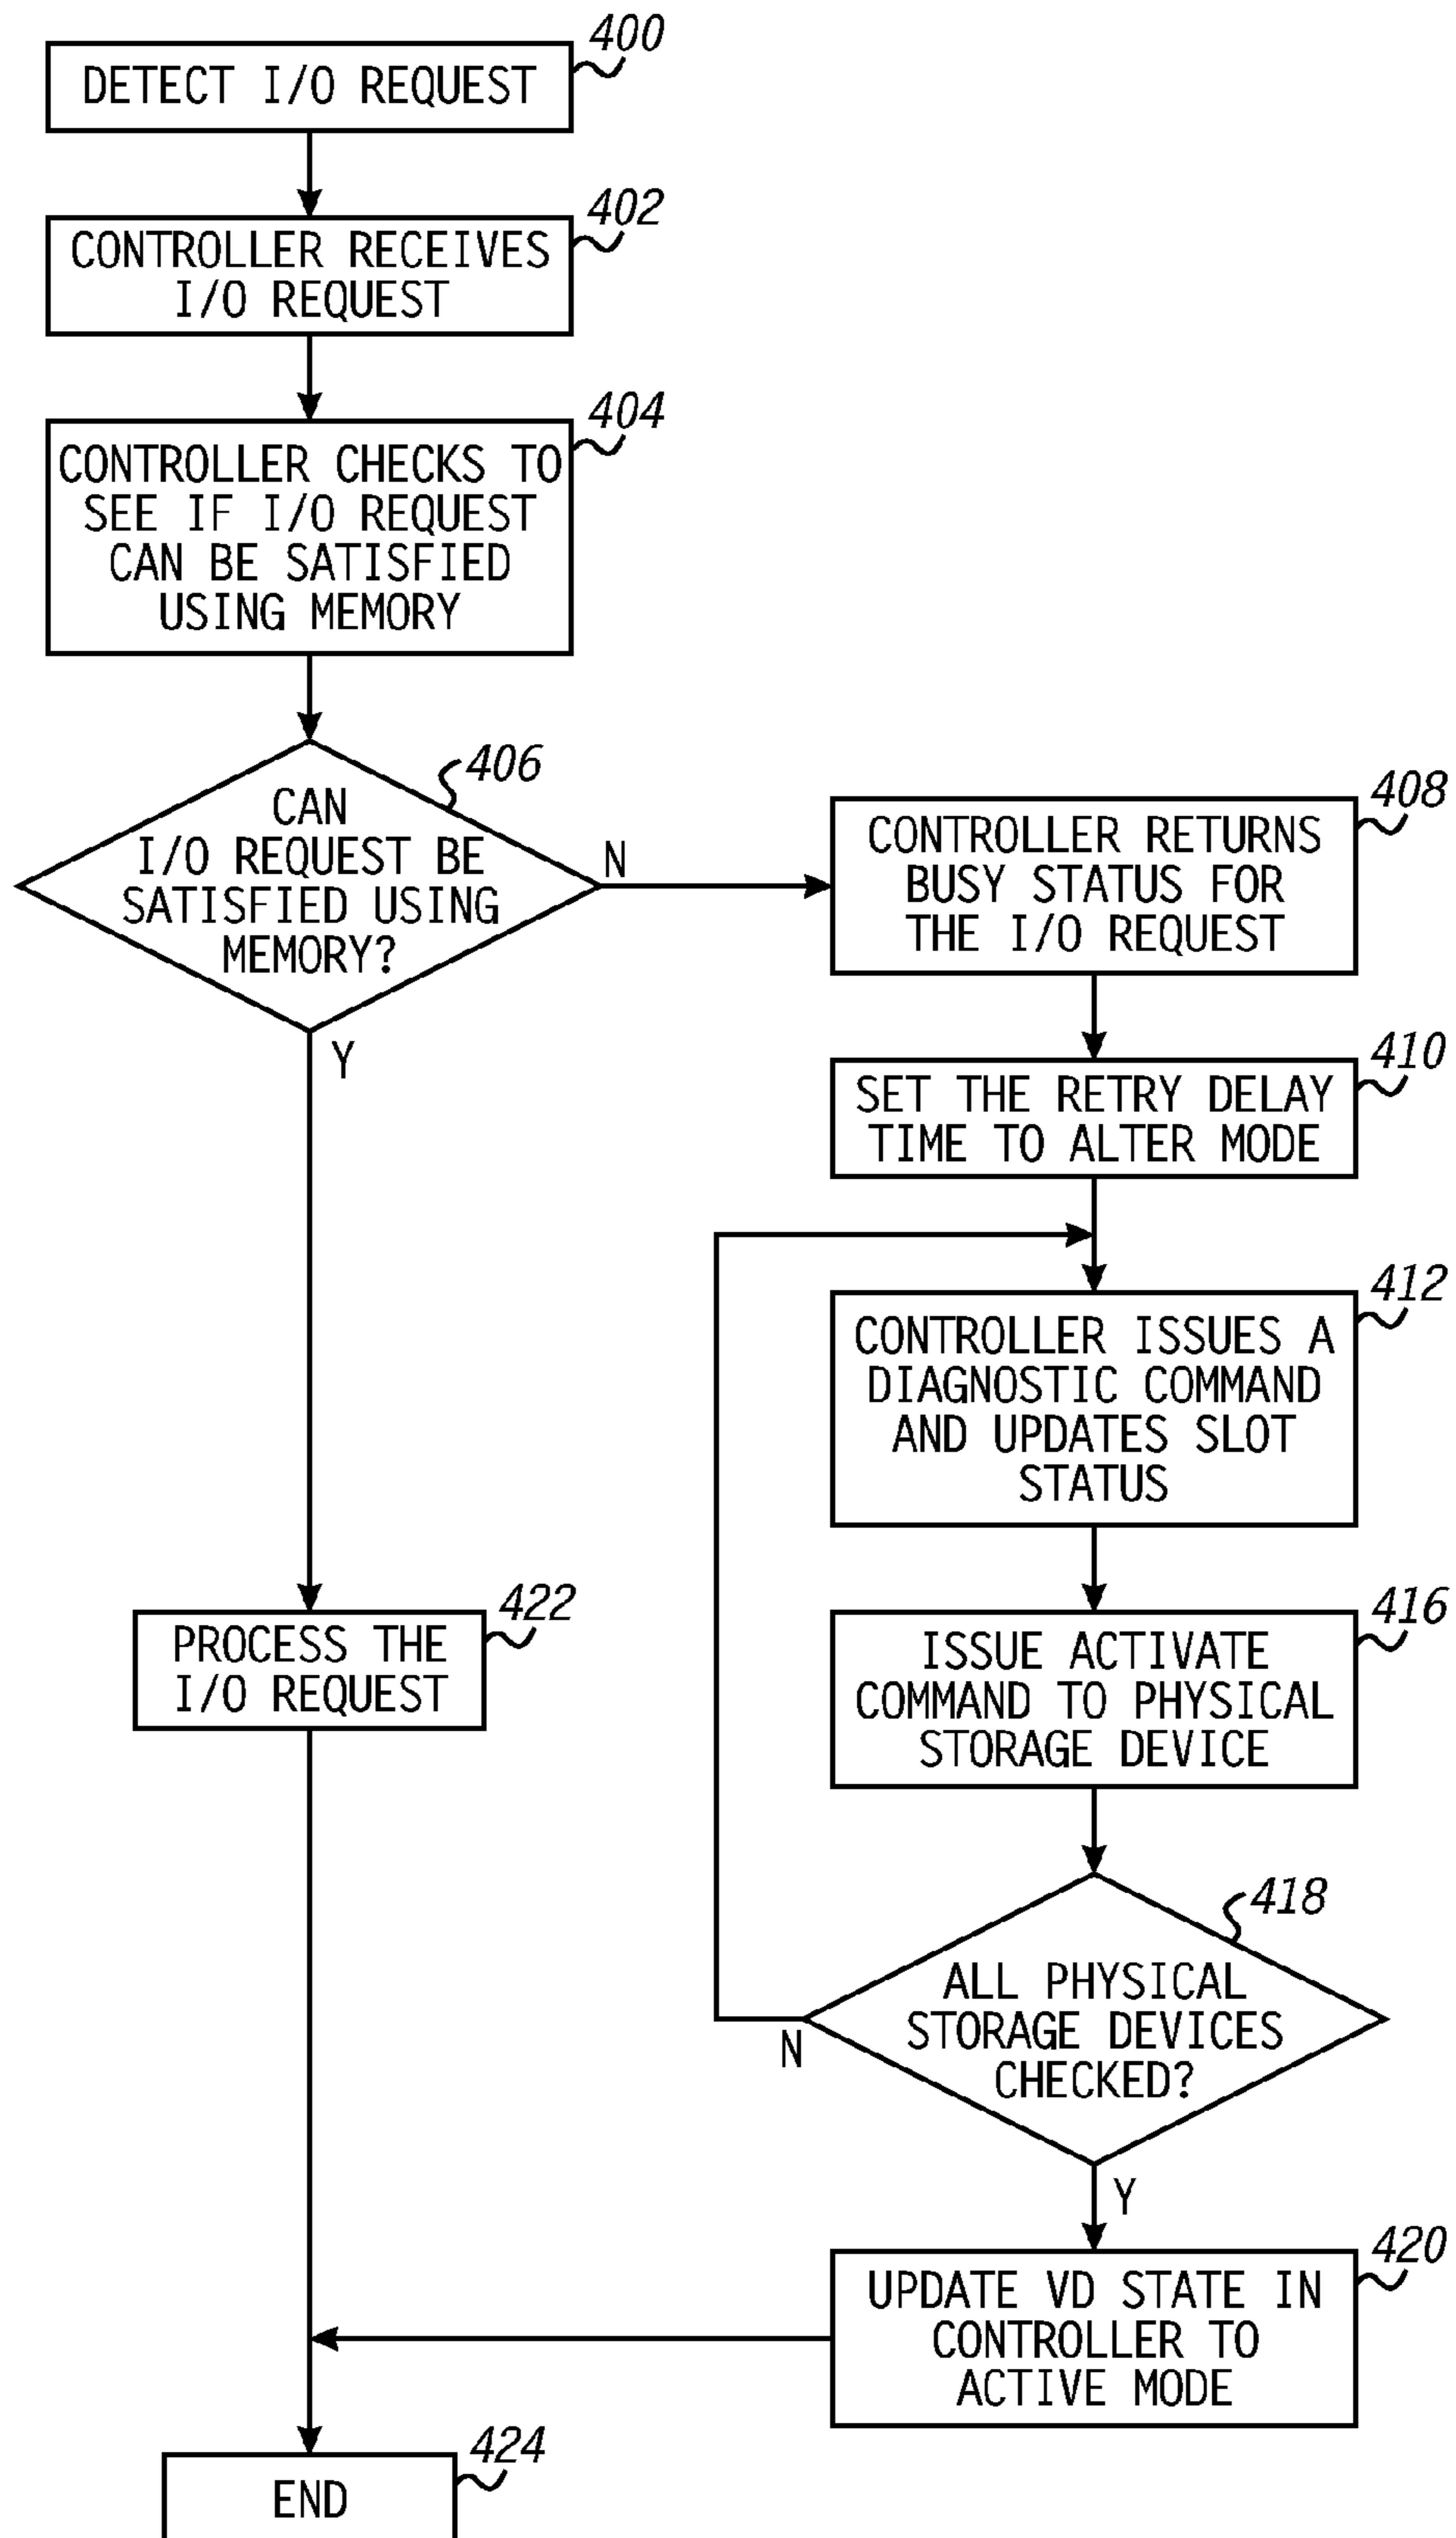 400
DETECT I/O REQUEST
402
CONTROLLER RECEIVES
I/O REQUEST
404
CONTROLLER CHECKS TO
SEE IF I/O REQUEST
CAN BE SATISFIED
USING MEMORY
406
CAN
I/O REQUEST BE
SATISFIED USING
MEMORY?
N
Y
408
CONTROLLER RETURNS
BUSY STATUS FOR
THE I/O REQUEST
410
SET THE RETRY DELAY
TIME TO ALTER MODE
412
CONTROLLER ISSUES A
DIAGNOSTIC COMMAND
AND UPDATES SLOT
STATUS
416
ISSUE ACTIVATE
COMMAND TO PHYSICAL
STORAGE DEVICE
418
ALL PHYSICAL
STORAGE DEVICES
CHECKED?
N
Y
420
UPDATE VD STATE IN
CONTROLLER TO
ACTIVE MODE
422
PROCESS THE
I/O REQUEST
424
END